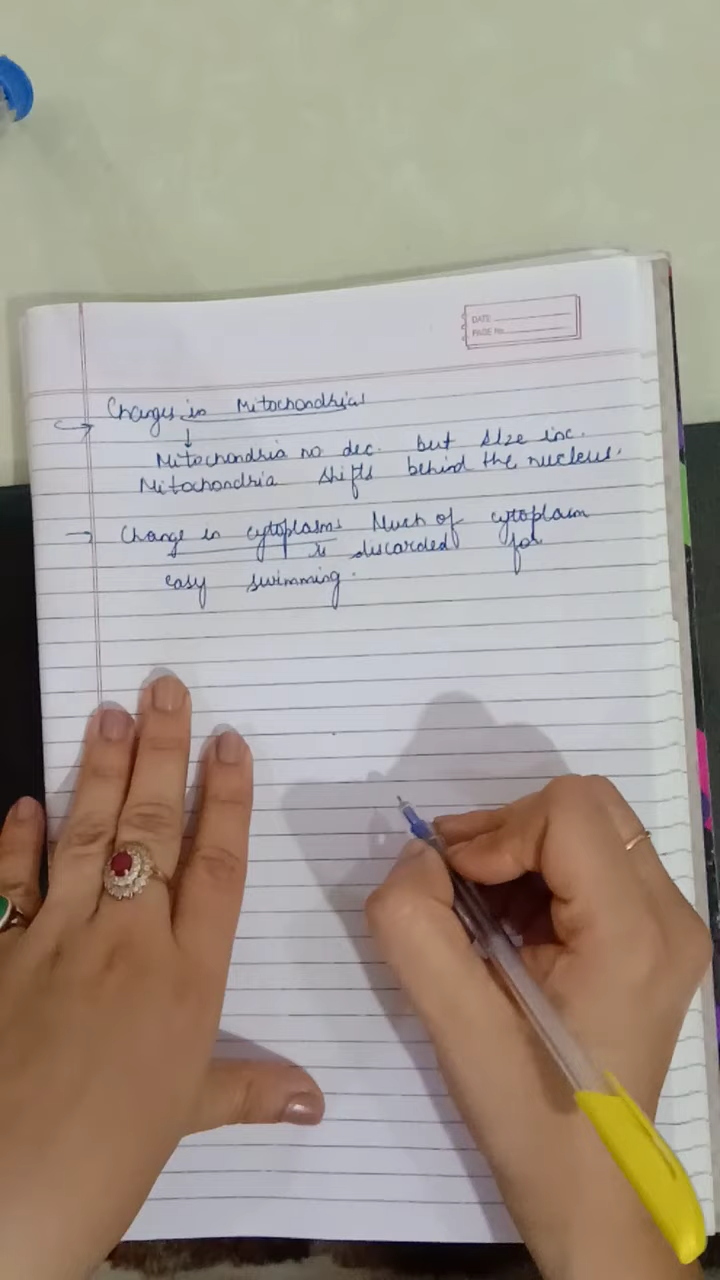 DATE
PAGE No.
Changes in Mitochondrial
↓
Mitochondria no dec. but size inc.
Mitochondria shifts behind the nucleus.
→ Change in cytoplasm: Much of cytoplasm
is discarded for
easy swimming.